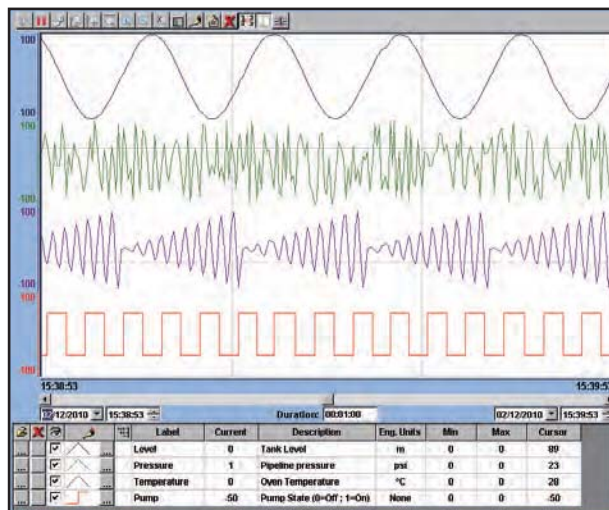 100
100
100
-100
100
-100
100
-100
15:38:53
15:39:53
02/12/2010 15:38:53 Duration: 00:01:00 02/12/2010 15:39:53
Label Current Description Eng. Units Min Max Cursor
Level 0 Tank Level m 0 0 89
Pressure 1 Pipeline pressure psi 0 0 23
Temperature 0 Oven Temperature °C 0 0 28
Pump -50 Pump State (0=Off ; 1=On) None 0 0 -50